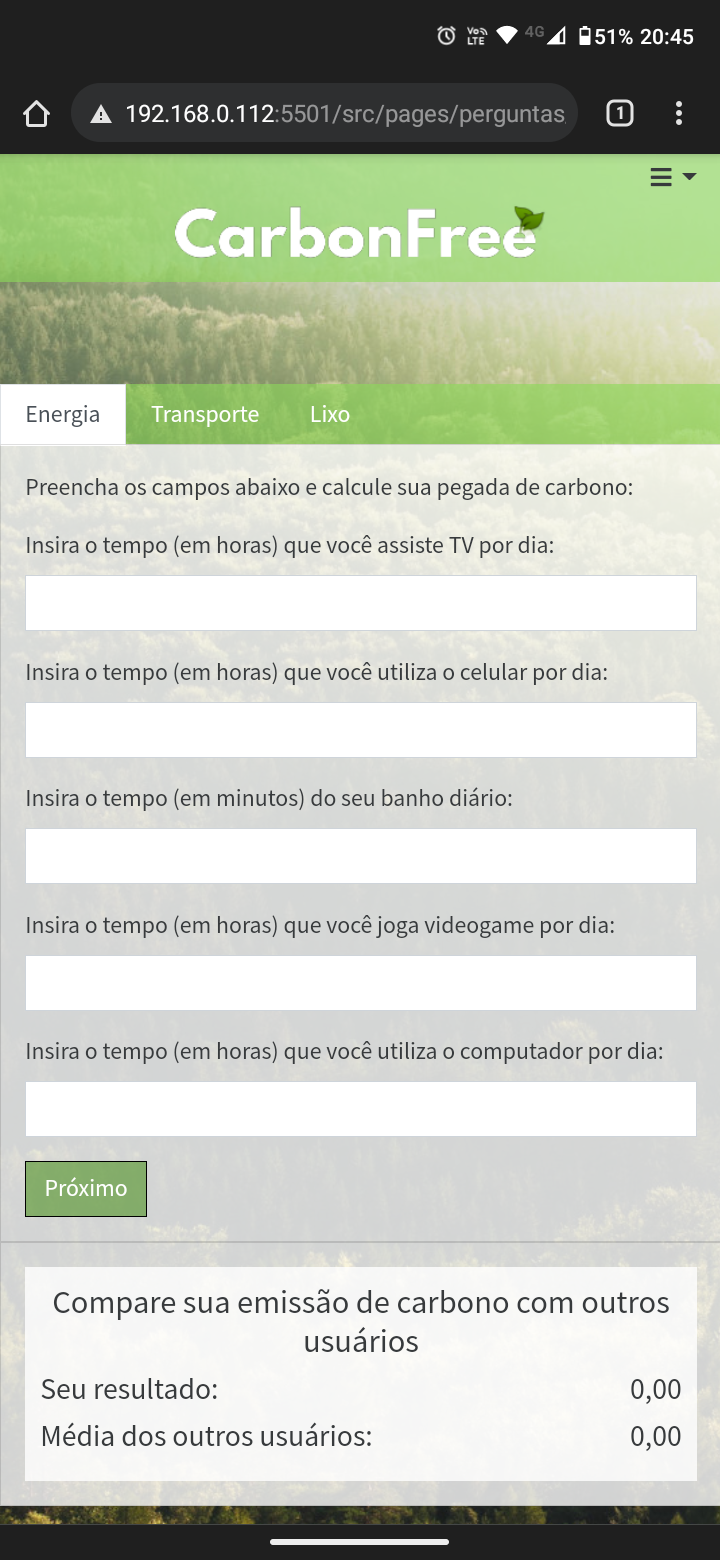 Vo LTE 4G 51% 20:45
192.168.0.112:5501/src/pages/perguntas 1
CarbonFree
Energia Transporte Lixo
Preencha os campos abaixo e calcule sua pegada de carbono:
Insira o tempo (em horas) que você assiste TV por dia:
Insira o tempo (em horas) que você utiliza o celular por dia:
Insira o tempo (em minutos) do seu banho diário:
Insira o tempo (em horas) que você joga videogame por dia:
Insira o tempo (em horas) que você utiliza o computador por dia:
Próximo
Compare sua emissão de carbono com outros
usuários
Seu resultado: 0,00
Média dos outros usuários: 0,00